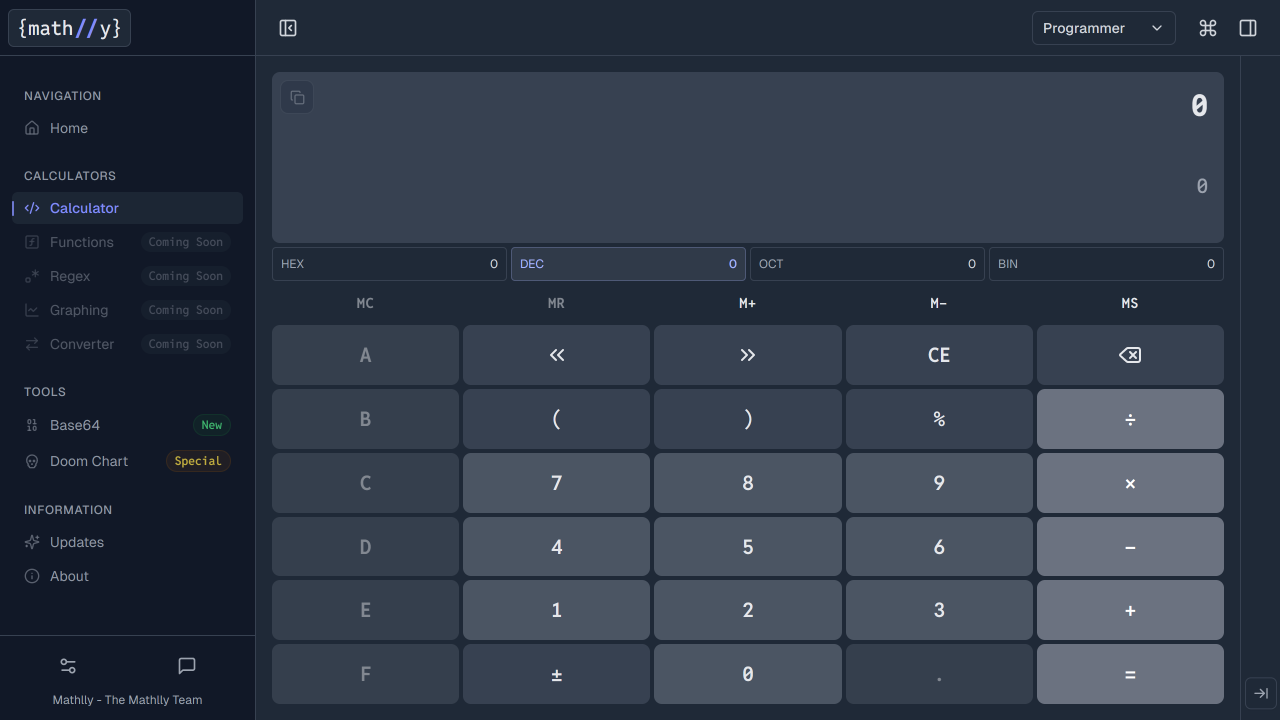 {math//y}
Programmer
NAVIGATION
Home
CALCULATORS
Calculator
Functions Coming Soon
Regex Coming Soon
Graphing Coming Soon
Converter Coming Soon
TOOLS
Base64 New
Doom Chart Special
INFORMATION
Updates
About
Mathlly - The Mathlly Team
0
0
HEX 0 DEC 0 OCT 0 BIN 0
MC MR M+ M- MS
A « » CE
B ( ) % ÷
C 7 8 9 ×
D 4 5 6 −
E 1 2 3 +
F ± 0 . =